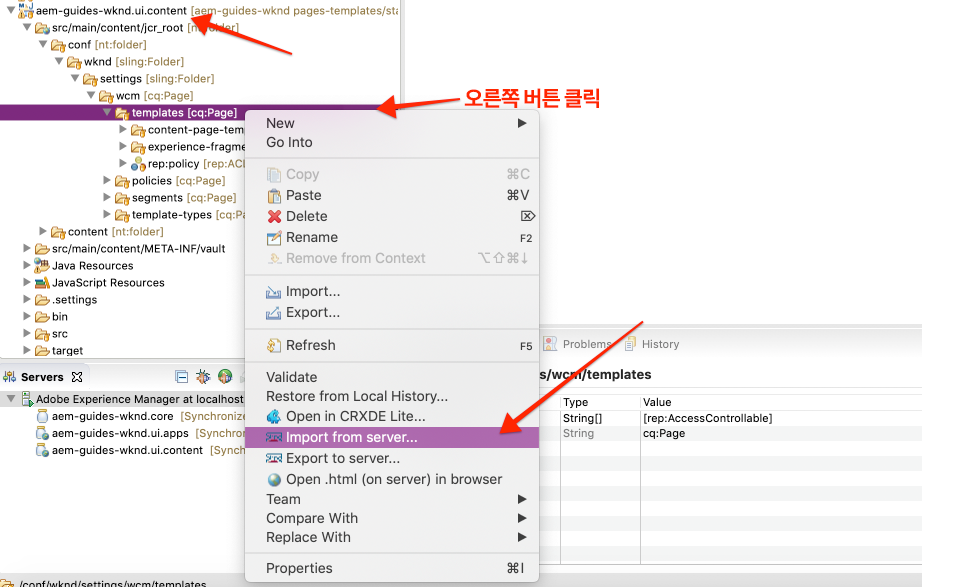 aem-guides-wknd.ui.content [aem-guides-wknd pages-templates/sta
src/main/content/jcr_root [nt:folder]
conf [nt:folder]
wknd [sling:Folder]
settings [sling:Folder]
wcm [cq:Page]
templates [cq:Page]
content-page-tem
experience-fragme
rep:policy [rep:ACL
policies [cq:Page]
segments [cq:Page]
template-types [cq:Pa
content [nt:folder]
src/main/content/META-INF/vault
Java Resources
JavaScript Resources
.settings
bin
src
target
오른쪽 버튼 클릭
New
Go Into
Copy ⌘C
Paste ⌘V
Delete ⌦
Rename F2
Remove from Context ⌥⇧⌘↓
Import...
Export...
Refresh F5
Validate
Restore from Local History...
Open in CRXDE Lite...
Import from server...
Export to server...
Open .html (on server) in browser
Team
Compare With
Replace With
Properties ⌘I
Servers
Adobe Experience Manager at localhost
aem-guides-wknd.core [Synchronize
aem-guides-wknd.ui.apps [Synchron
aem-guides-wknd.ui.content [Synch
Problems History
s/wcm/templates
Type Value
String[] [rep:AccessControllable]
String cq:Page
/conf/wknd/settings/wcm/templates